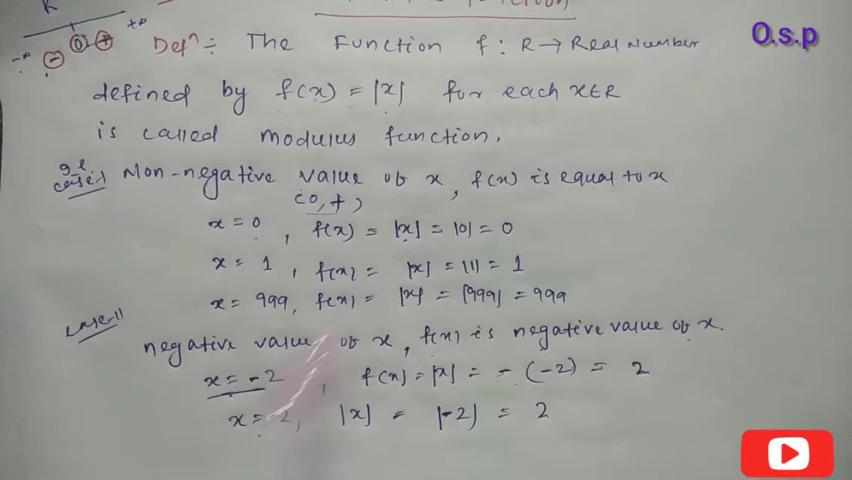 R
-∞ - 0 + +∞
O.s.p
Defⁿ ÷ The Function f : R → Real Number
defined by f(x) = |x| for each x∈R
is called modulus function.
case-I Non-negative value of x, f(x) is equal to x
(0, +)
x = 0, f(x) = |x| = |0| = 0
x = 1, f(x) = |x| = |1| = 1
x = 999, f(x) = |x| = |999| = 999
case-II
negative value of x, f(x) is negative value of x.
x = -2, f(x) = |x| = -(-2) = 2
x = -2, |x| = |-2| = 2